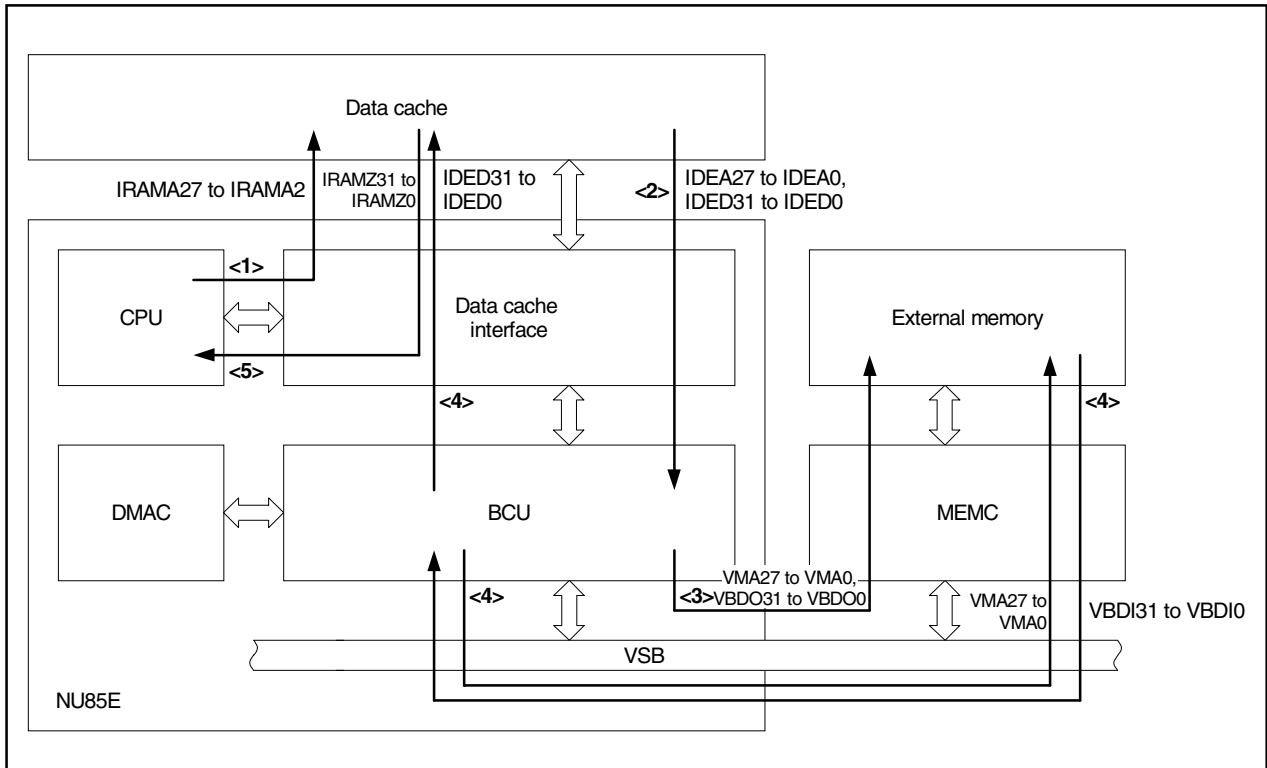 Data cache
IRAMA27 to IRAMA2
IRAMZ31 to
IRAMZ0
IDED31 to
IDED0
<2>
IDEA27 to IDEA0,
IDED31 to IDED0
<1>
CPU
Data cache
interface
External memory
<5>
<4>
<4>
DMAC
BCU
MEMC
<4>
<3>
VMA27 to VMA0,
VBDO31 to VBDO0
VMA27 to
VMA0
VBDI31 to VBDI0
VSB
NU85E